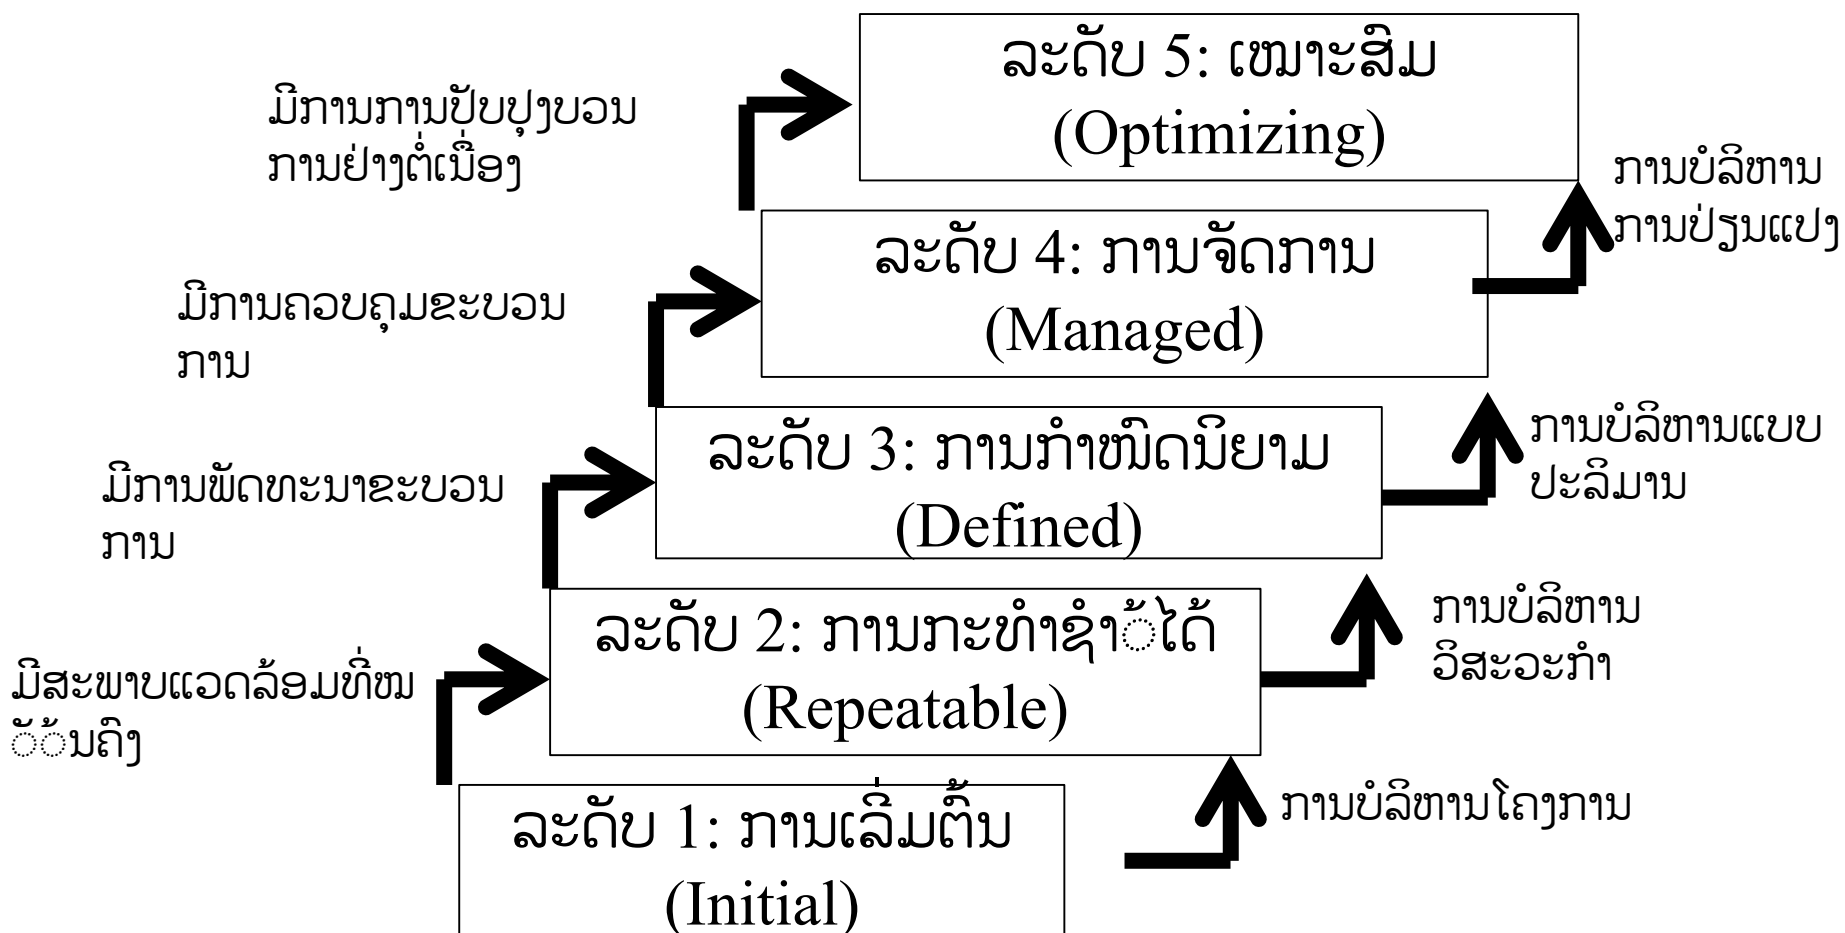 ລະດັບ 5: ເໝາະສົມ
(Optimizing)
ມີການການປັບປຸງບວນ
ການຢ່າງຕໍ່ເນື່ອງ
ການບໍລິຫານ
ການປ່ຽນແປງ
ລະດັບ 4: ການຈັດການ
(Managed)
ມີການຄວບຄຸມຂະບວນ
ການ
ການບໍລິຫານແບບ
ປະລິມານ
ລະດັບ 3: ການກຳໜົດນິຍາມ
(Defined)
ມີການພັດທະນາຂະບວນ
ການ
ການບໍລິຫານ
ວິສະວະກຳ
ລະດັບ 2: ການກະທຳຊຳ້ໄດ້
(Repeatable)
ມີສະພາບແວດລ້ອມທີ່ໝ
ັ້ນຄົງ
ການບໍລິຫານໂຄງການ
ລະດັບ 1: ການເລີ່ມຕົ້ນ
(Initial)